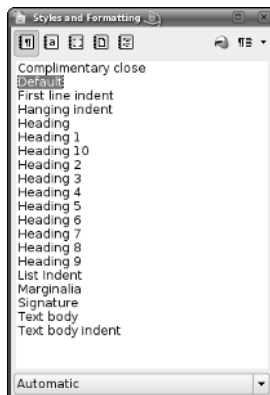 Styles and Formatting
Complimentary close
Default
First line indent
Hanging indent
Heading
Heading 1
Heading 10
Heading 2
Heading 3
Heading 4
Heading 5
Heading 6
Heading 7
Heading 8
Heading 9
List Indent
Marginalia
Signature
Text body
Text body indent
Automatic